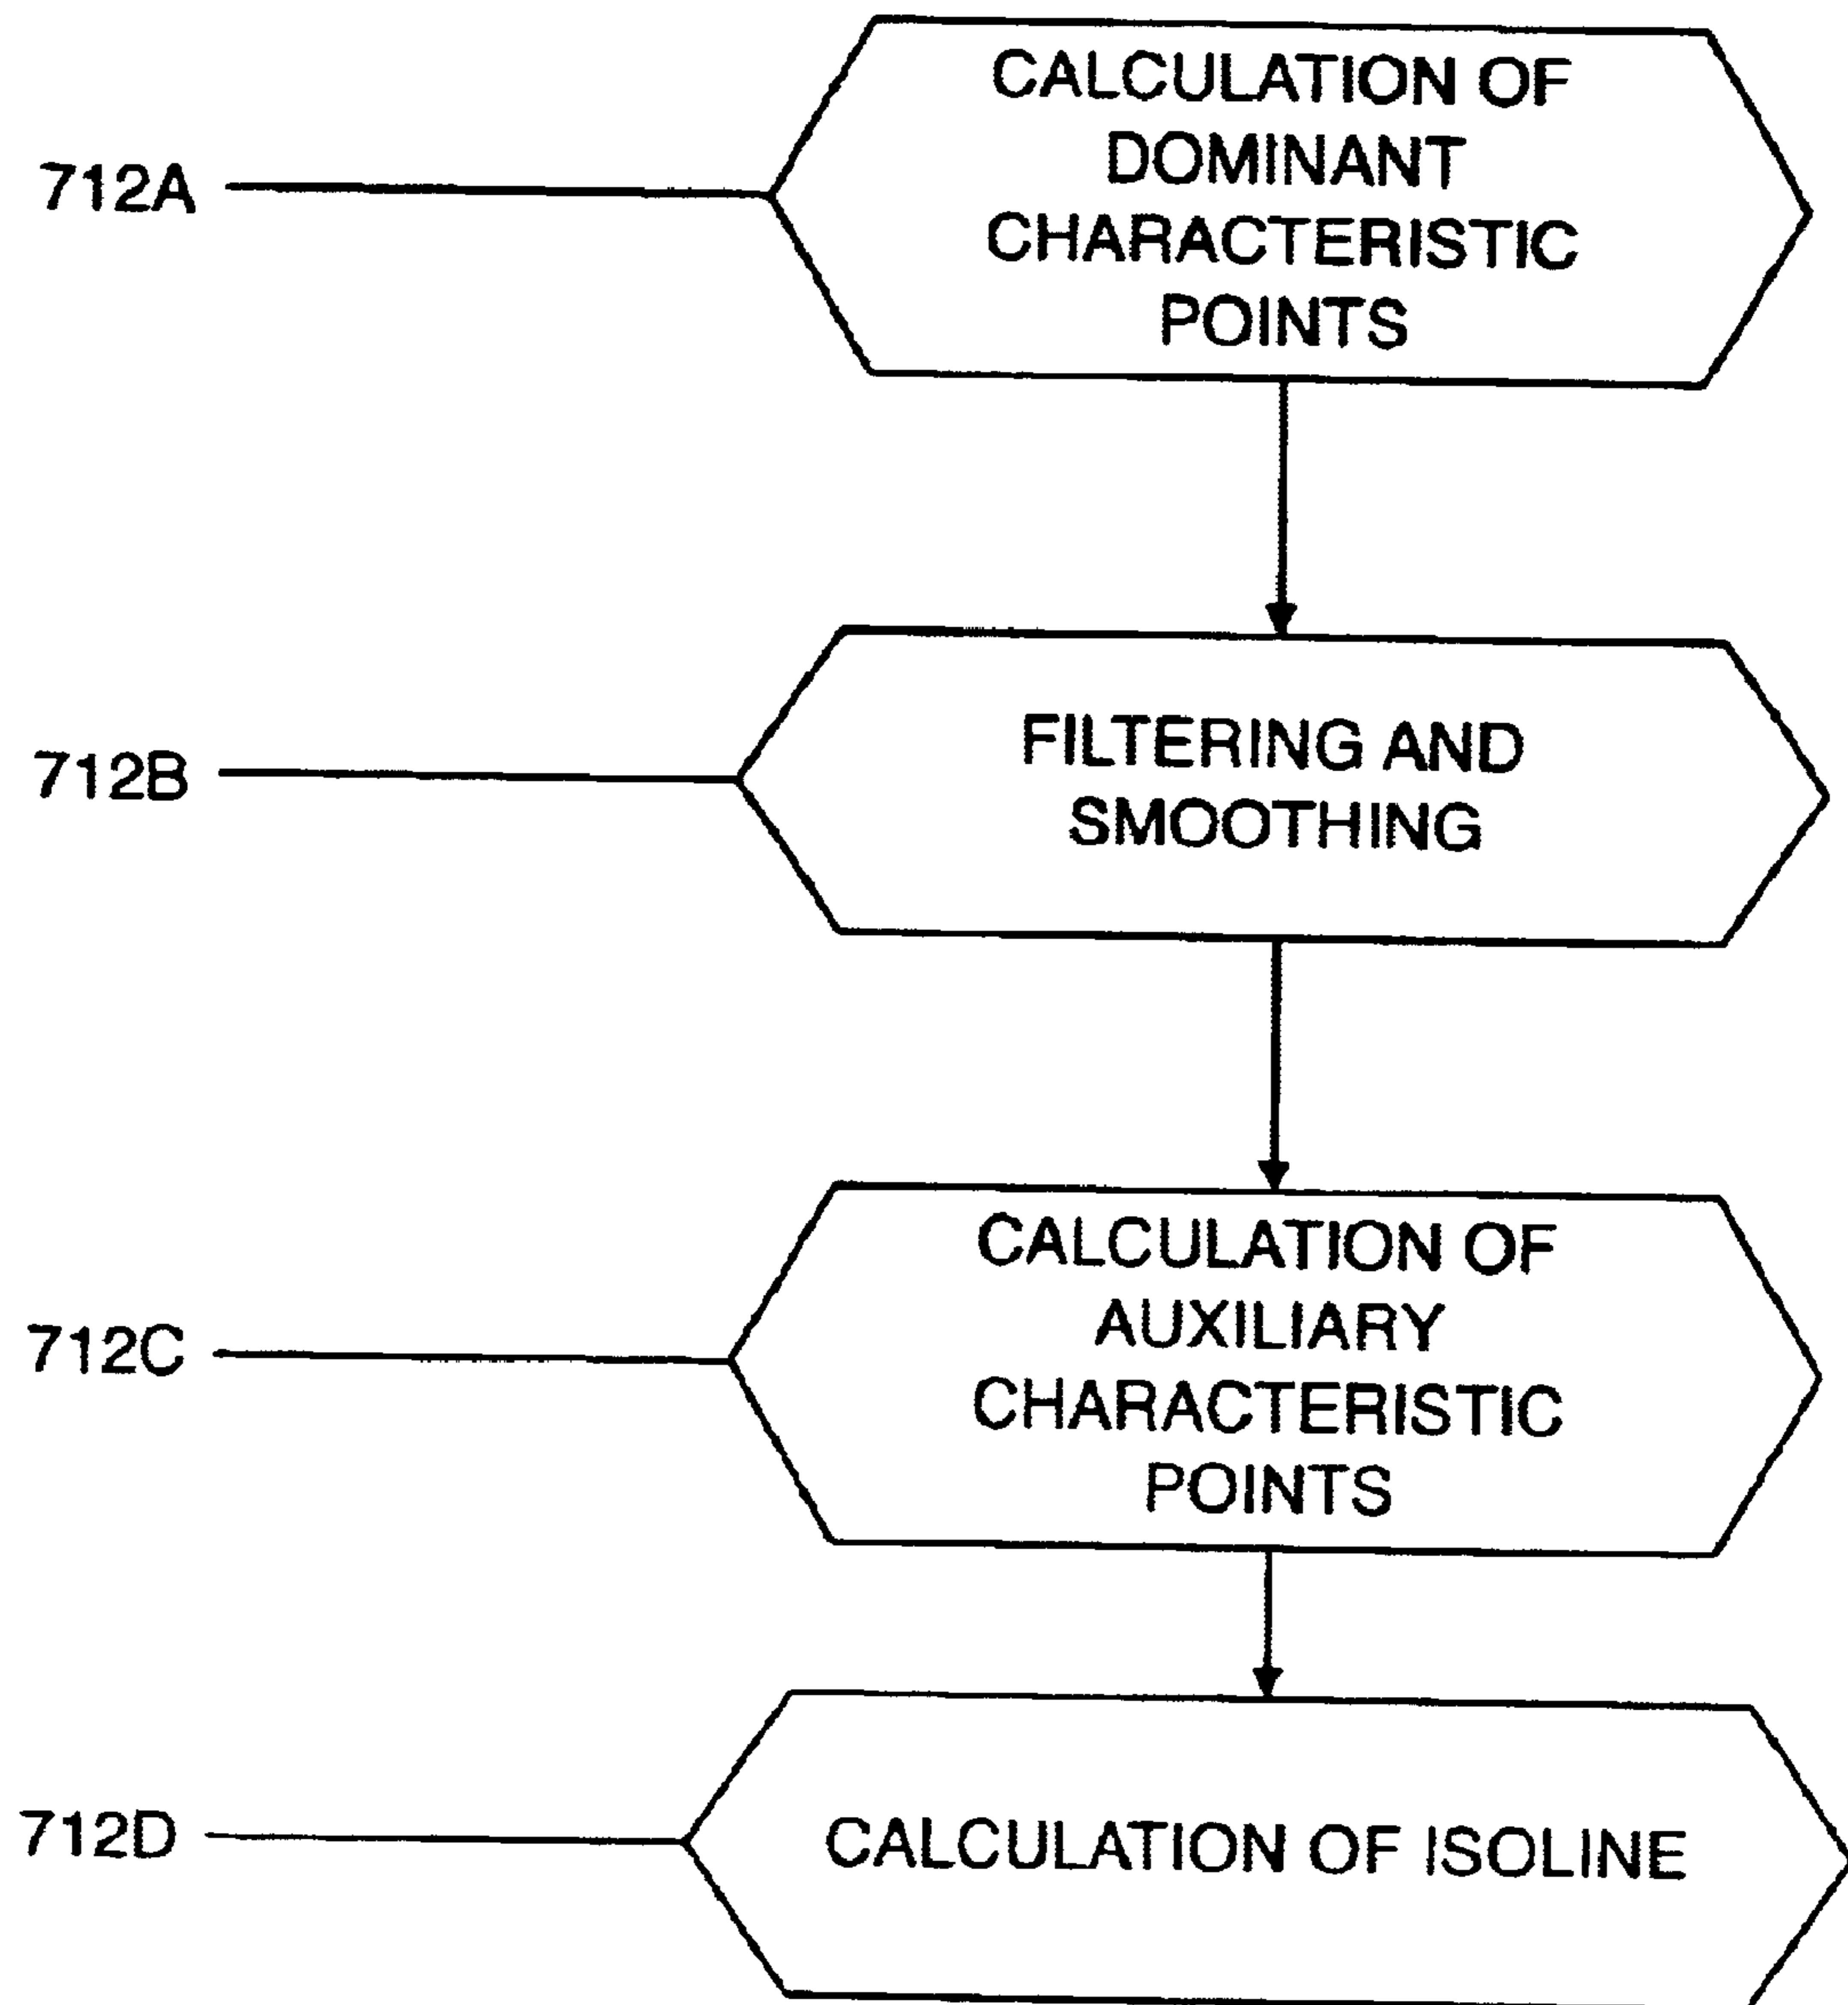 712A
CALCULATION OF
DOMINANT
CHARACTERISTIC
POINTS
712B
FILTERING AND
SMOOTHING
712C
CALCULATION OF
AUXILIARY
CHARACTERISTIC
POINTS
712D
CALCULATION OF ISOLINE